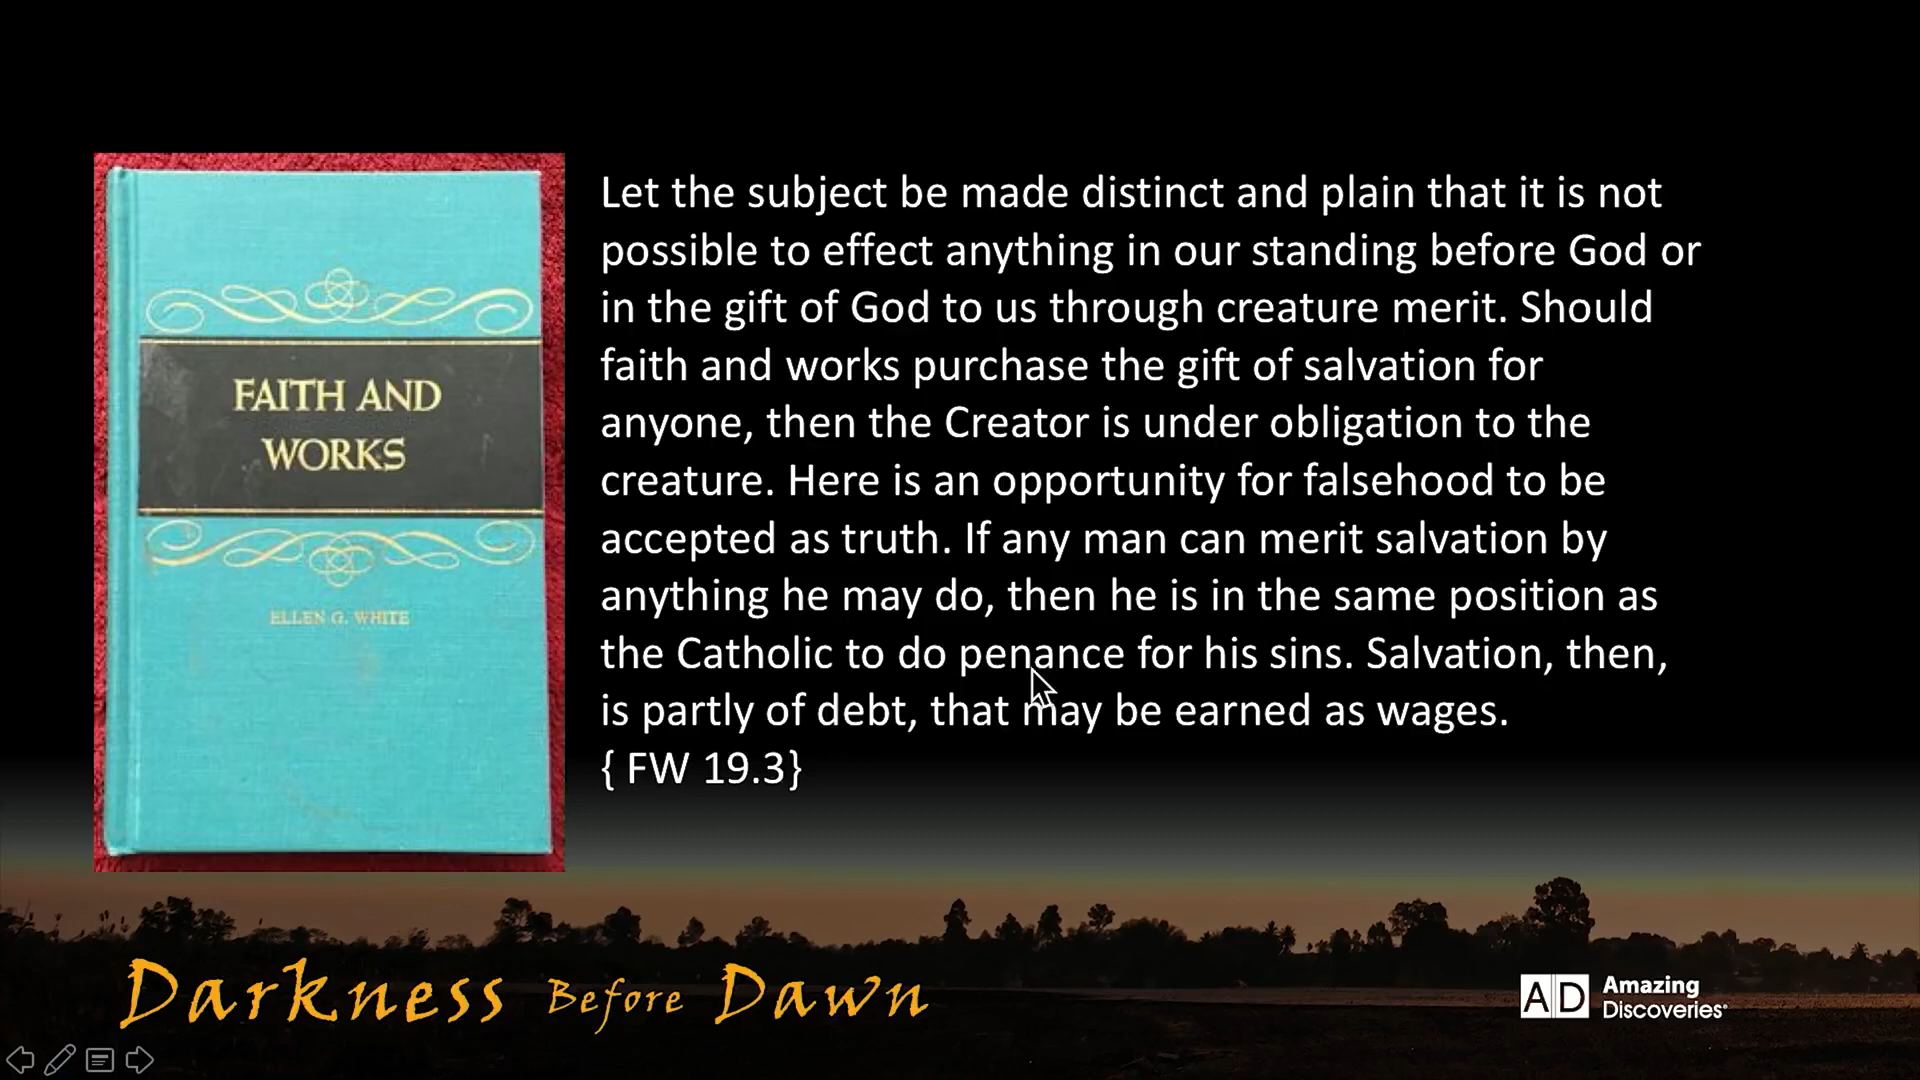 FAITH AND
WORKS
ELLEN G. WHITE
Let the subject be made distinct and plain that it is not
possible to effect anything in our standing before God or
in the gift of God to us through creature merit. Should
faith and works purchase the gift of salvation for
anyone, then the Creator is under obligation to the
creature. Here is an opportunity for falsehood to be
accepted as truth. If any man can merit salvation by
anything he may do, then he is in the same position as
the Catholic to do penance for his sins. Salvation, then,
is partly of debt, that may be earned as wages.
{ FW 19.3}
Darkness Before Dawn
AD Amazing
Discoveries